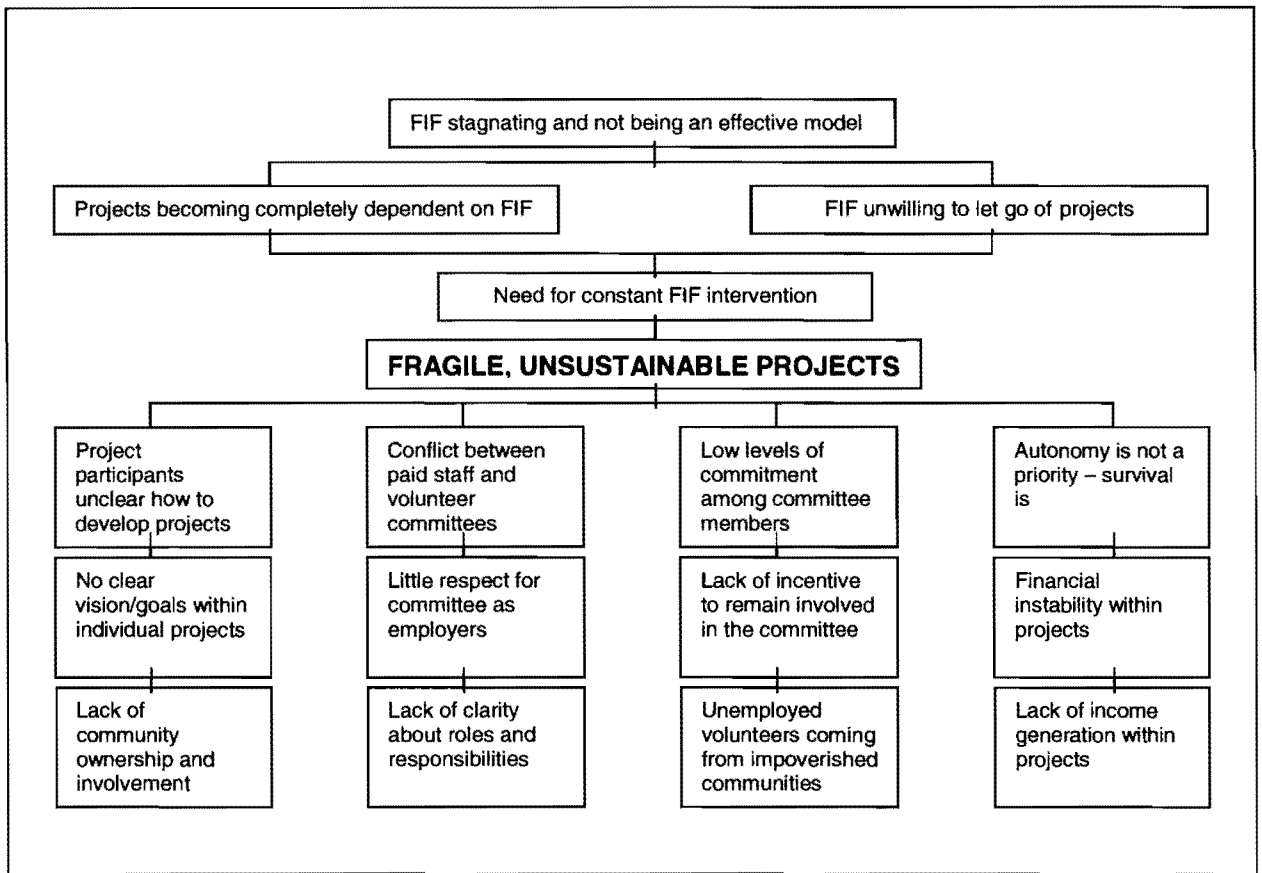 FIF stagnating and not being an effective model
Projects becoming completely dependent on FIF
FIF unwilling to let go of projects
Need for constant FIF intervention
FRAGILE, UNSUSTAINABLE PROJECTS
Project
participants
unclear how to
develop projects
Conflict between
paid staff and
volunteer
committees
Low levels of
commitment
among committee
members
Autonomy is not a
priority – survival
is
No clear
vision/goals within
individual projects
Little respect for
committee as
employers
Lack of incentive
to remain involved
in the committee
Financial
instability within
projects
Lack of
community
ownership and
involvement
Lack of clarity
about roles and
responsibilities
Unemployed
volunteers coming
from impoverished
communities
Lack of income
generation within
projects